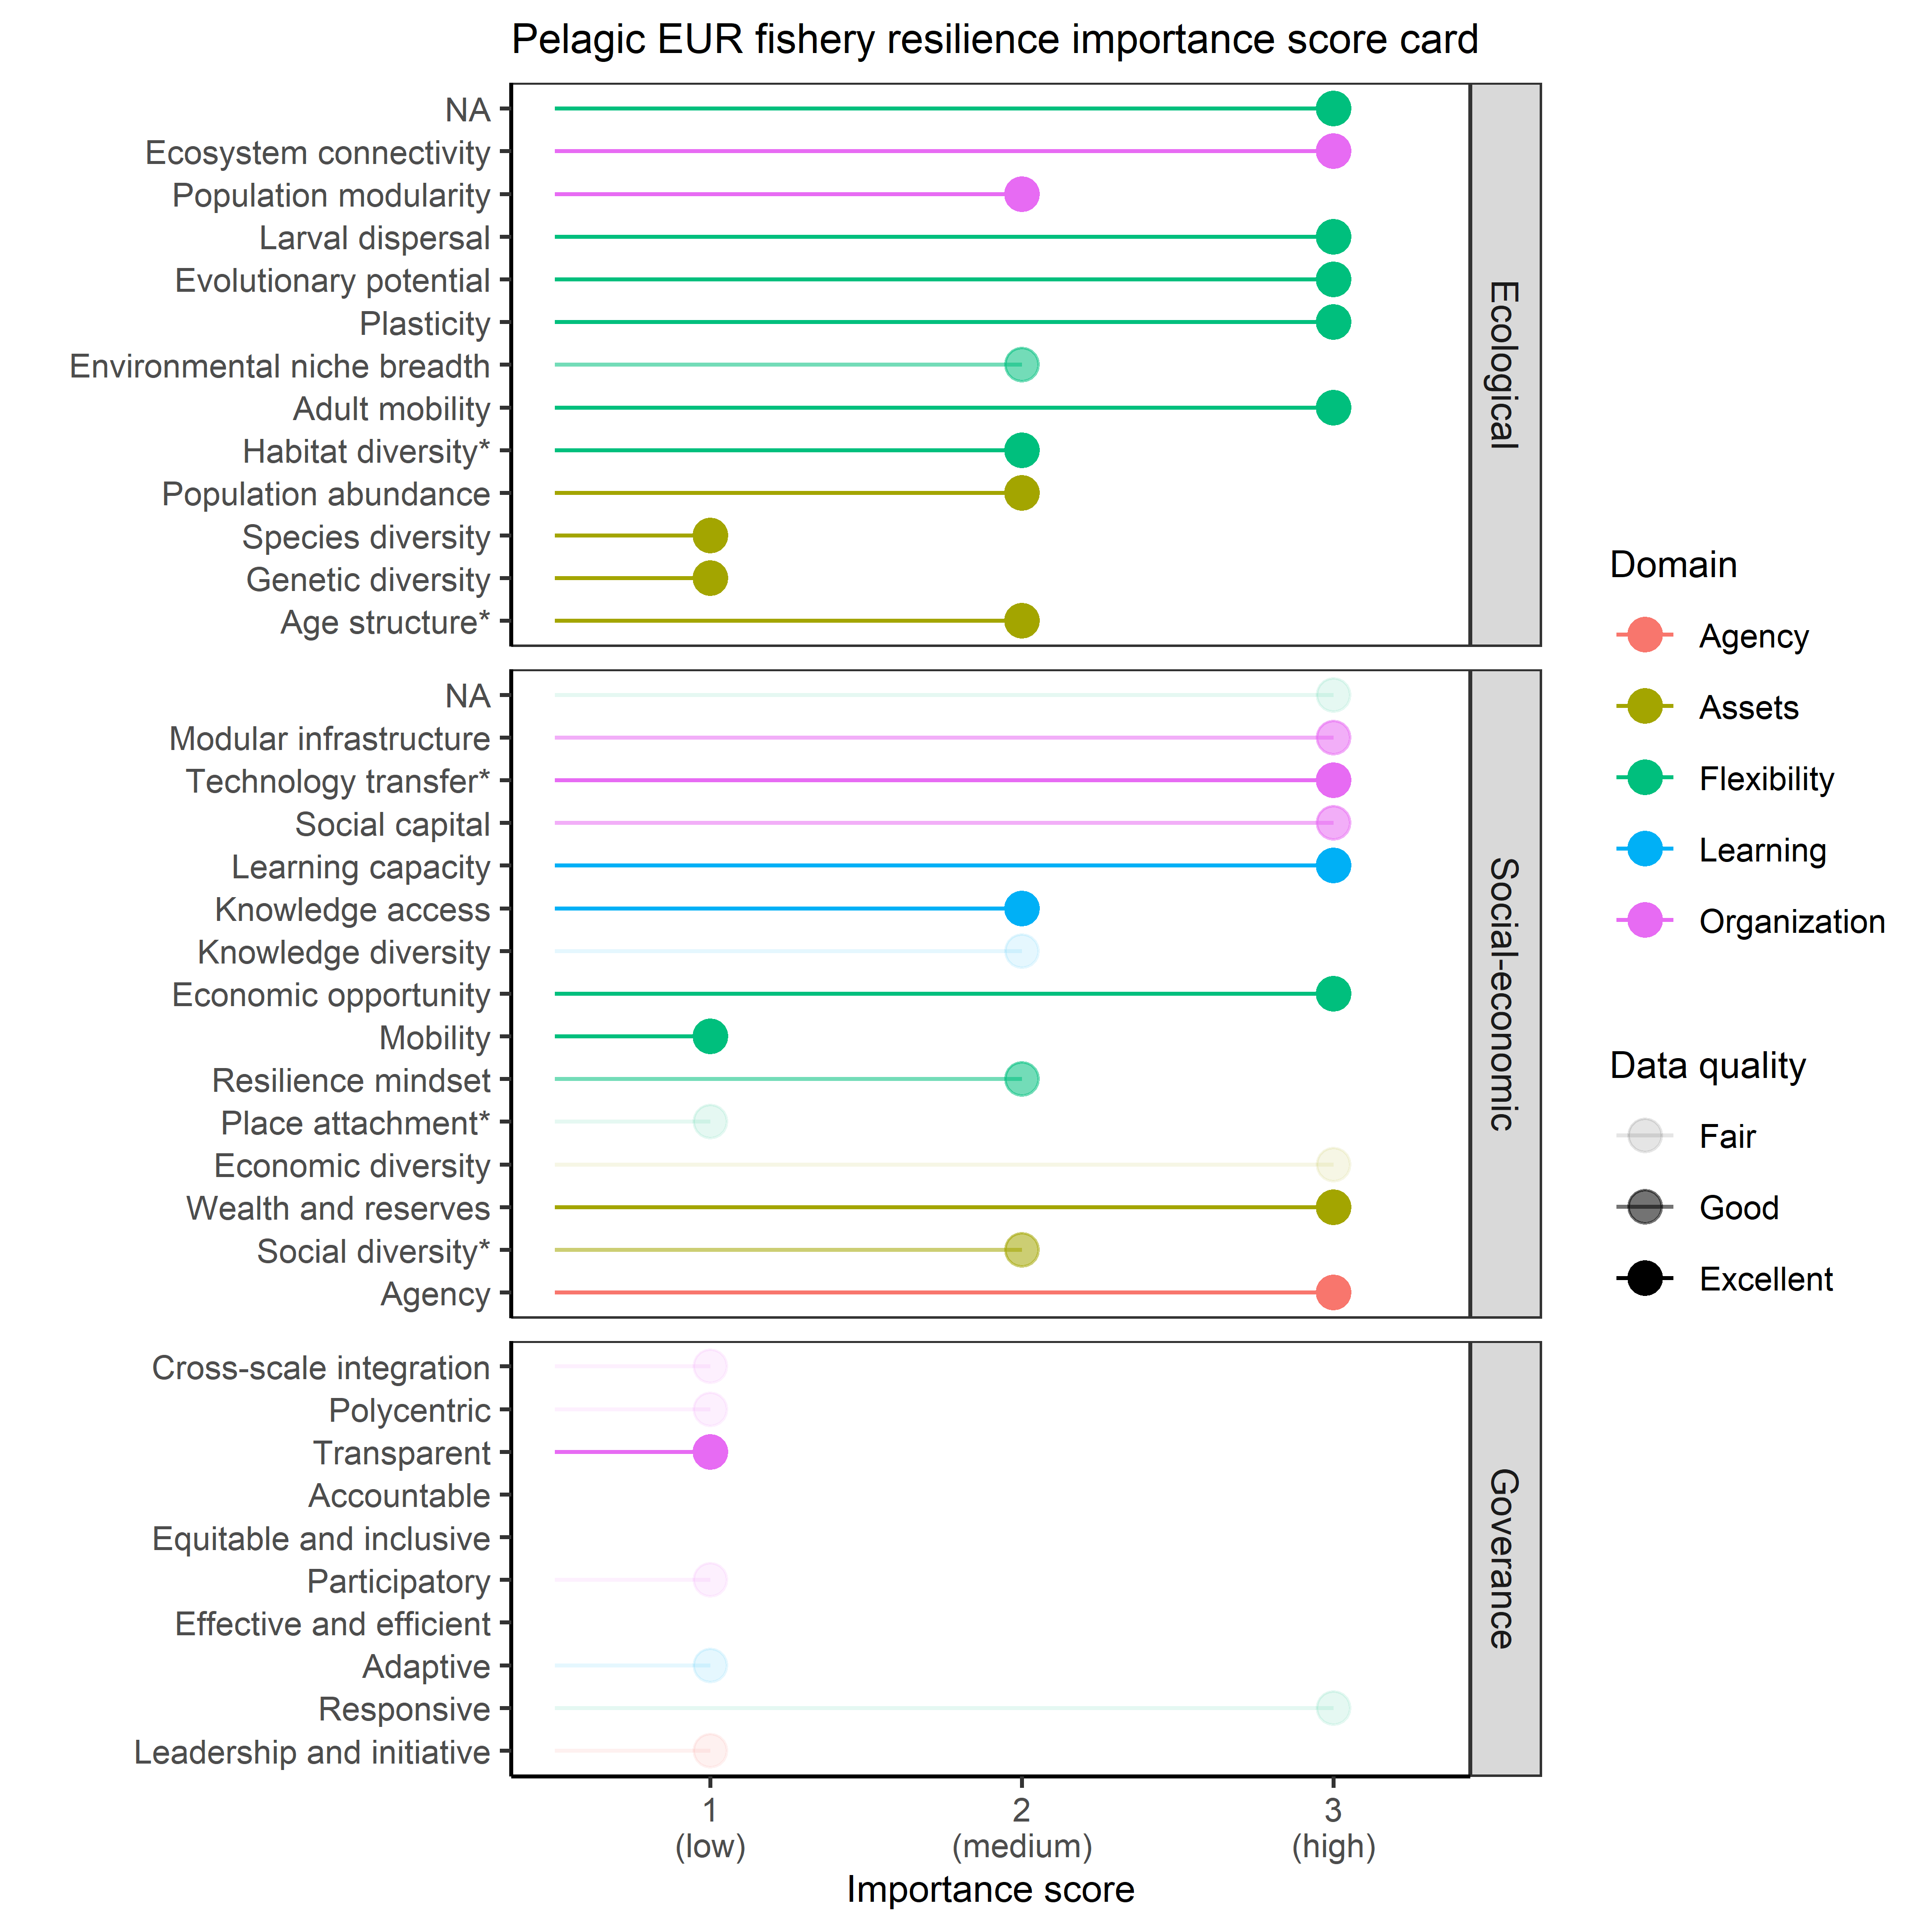 Pelagic EUR fishery resilience importance score card
NA
Ecosystem connectivity
Population modularity
Larval dispersal
Evolutionary potential
Plasticity
Environmental niche breadth
Adult mobility
Habitat diversity*
Population abundance
Species diversity
Genetic diversity
Age structure*
Ecological
NA
Modular infrastructure
Technology transfer*
Social capital
Learning capacity
Knowledge access
Knowledge diversity
Economic opportunity
Mobility
Resilience mindset
Place attachment*
Economic diversity
Wealth and reserves
Social diversity*
Agency
Social-economic
Cross-scale integration
Polycentric
Transparent
Accountable
Equitable and inclusive
Participatory
Effective and efficient
Adaptive
Responsive
Leadership and initiative
Governance
1
(low)
2
(medium)
3
(high)
Importance score
Domain
Agency
Assets
Flexibility
Learning
Organization
Data quality
Fair
Good
Excellent